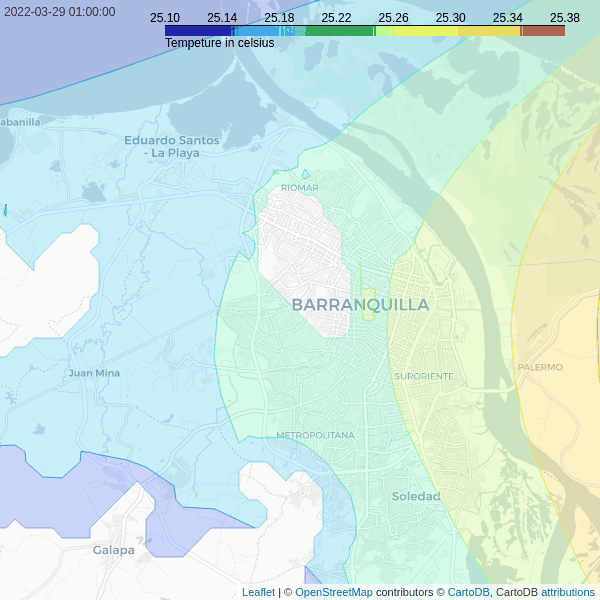 2022-03-29 01:00:00
25.10 25.14 25.18 25.22 25.26 25.30 25.34 25.38
Tempeture in celsius
abanilla
Eduardo Santos
- La Playa
RIOMAR
BARRANQUILLA
Juan Mina
PALERMO
SURORIENTE
METROPOLITANA
Soledad
Galapa
Leaflet | © OpenStreetMap contributors © CartoDB, CartoDB attributions